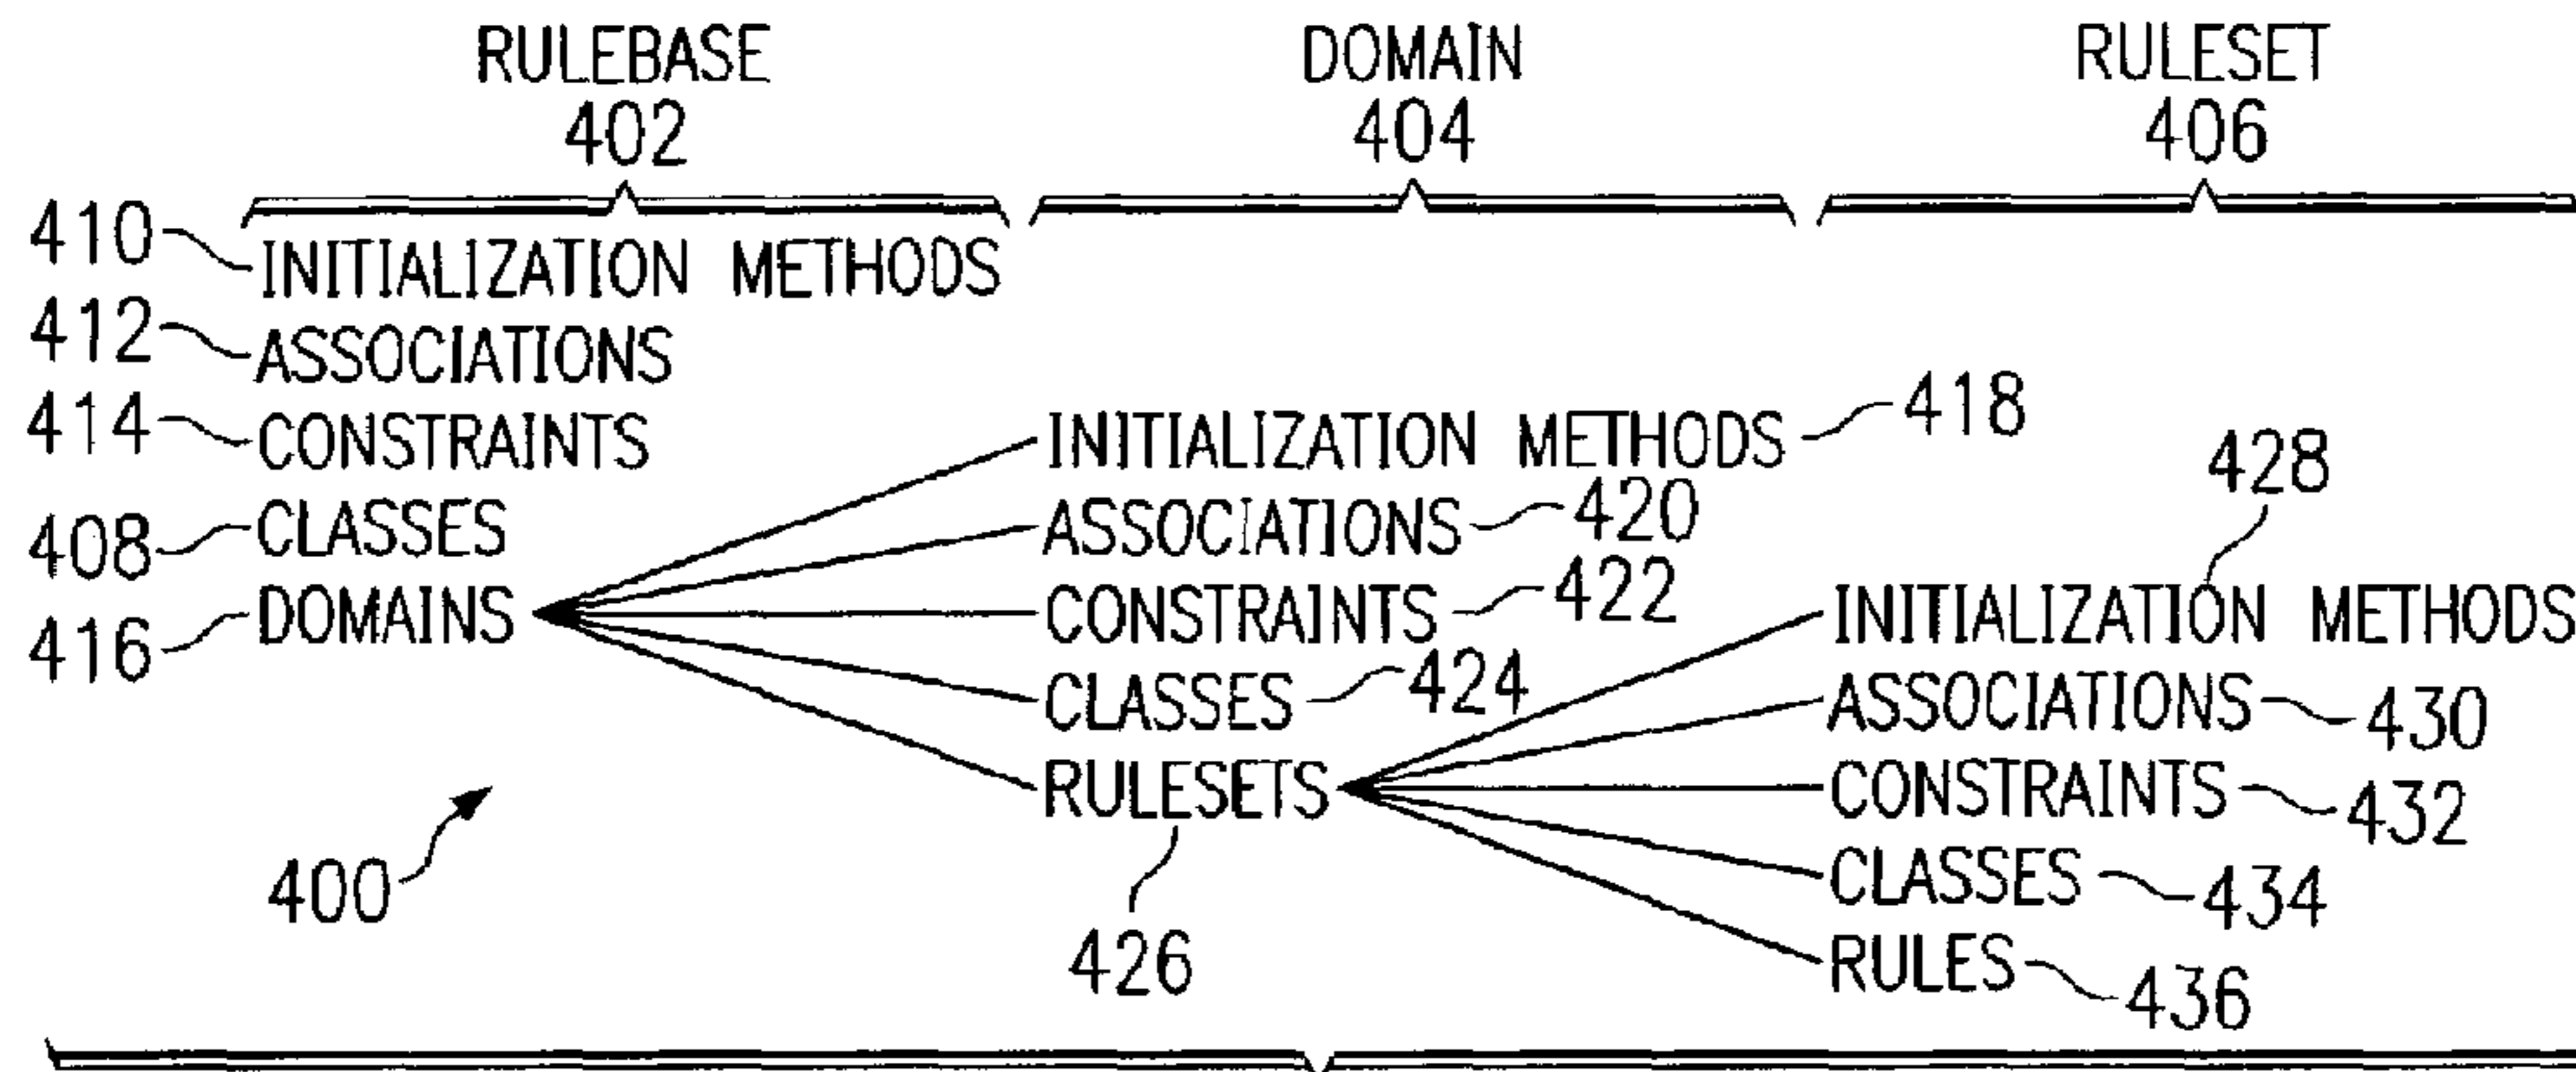 RULEBASE DOMAIN RULESET
402 404 406
410 INITIALIZATION METHODS
412 ASSOCIATIONS
414 CONSTRAINTS INITIALIZATION METHODS 418
428
408 CLASSES ASSOCIATIONS 420
416 DOMAINS CONSTRAINTS 422 INITIALIZATION METHODS
CLASSES 424 ASSOCIATIONS 430
RULESETS CONSTRAINTS 432
400 CLASSES 434
426 RULES 436